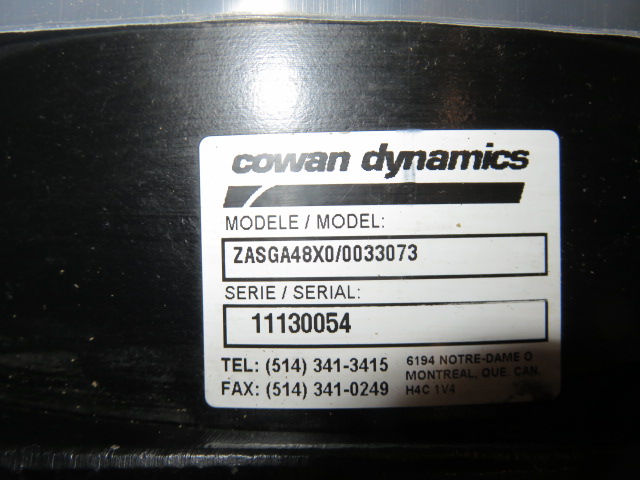 cowan dynamics
MODELE / MODEL:
ZASGA48X0/0033073
SERIE / SERIAL:
11130054
TEL: (514) 341-3415
FAX: (514) 341-0249
6194 NOTRE-DAME O
MONTREAL, QUE. CAN.
H4C 1V4